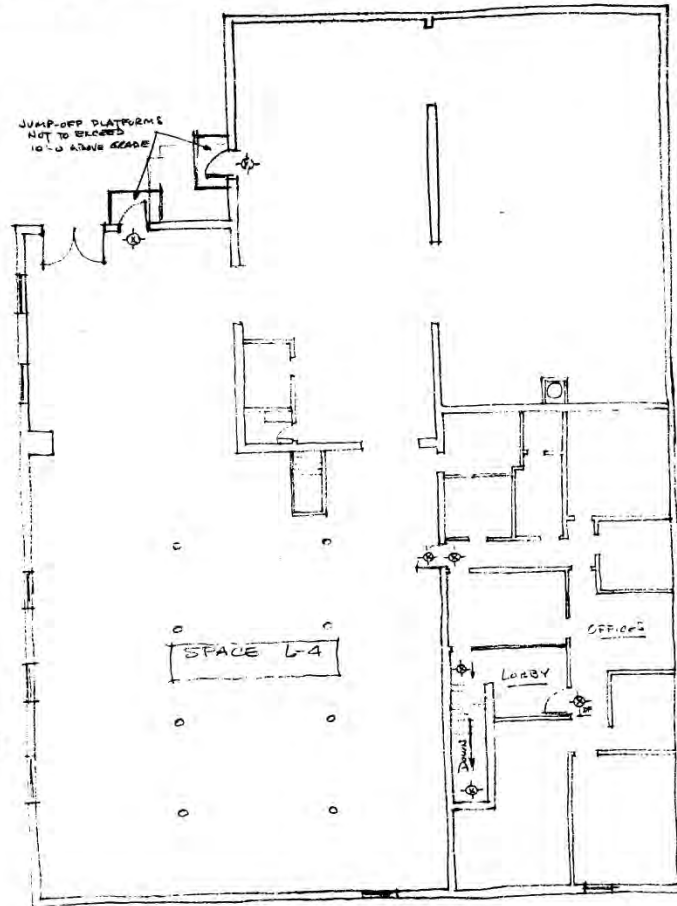 JUMP-OFF PLATFORMS
NOT TO EXCEED
10'-0 ABOVE GRADE
SPACE L-4
OFFICES
LOBBY
DOWN